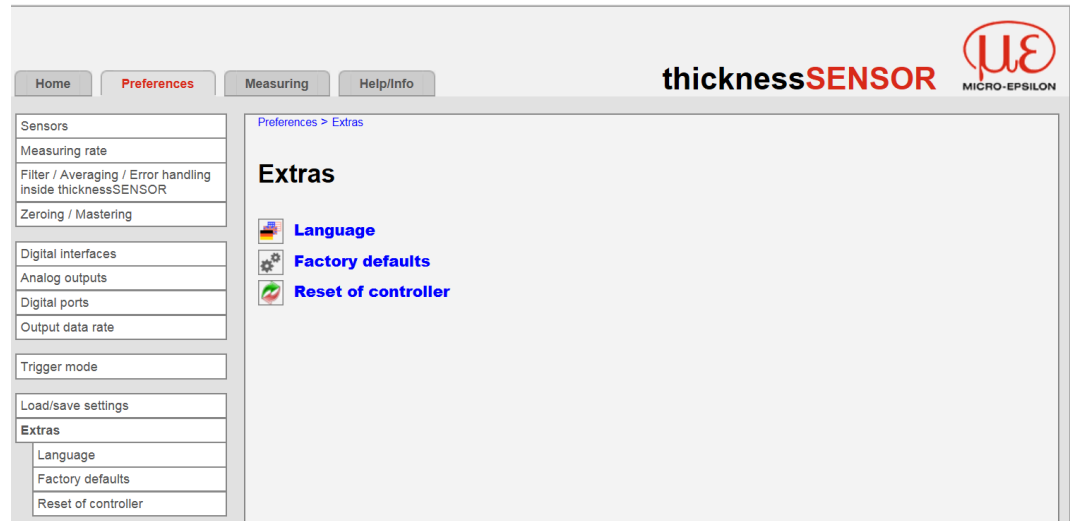 Home
Preferences
Measuring
Help/Info
thicknessSENSOR
με
MICRO-EPSILON
Sensors
Measuring rate
Filter / Averaging / Error handling
inside thicknessSENSOR
Zeroing / Mastering
Digital interfaces
Analog outputs
Digital ports
Output data rate
Trigger mode
Load/save settings
Extras
Language
Factory defaults
Reset of controller
Preferences > Extras
Extras
Language
Factory defaults
Reset of controller